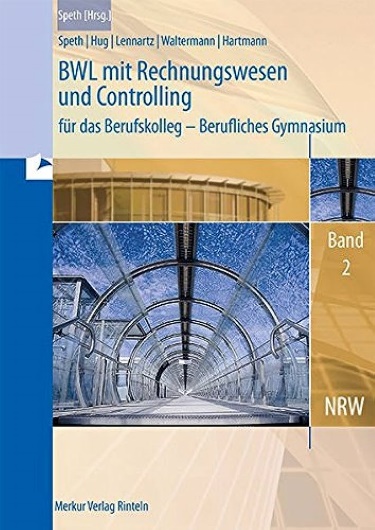 Speth [Hrsg.]
Speth | Hug | Lennartz | Waltermann | Hartmann
BWL mit Rechnungswesen
und Controlling
für das Berufskolleg – Berufliches Gymnasium
Band
2
NRW
Merkur Verlag Rinteln